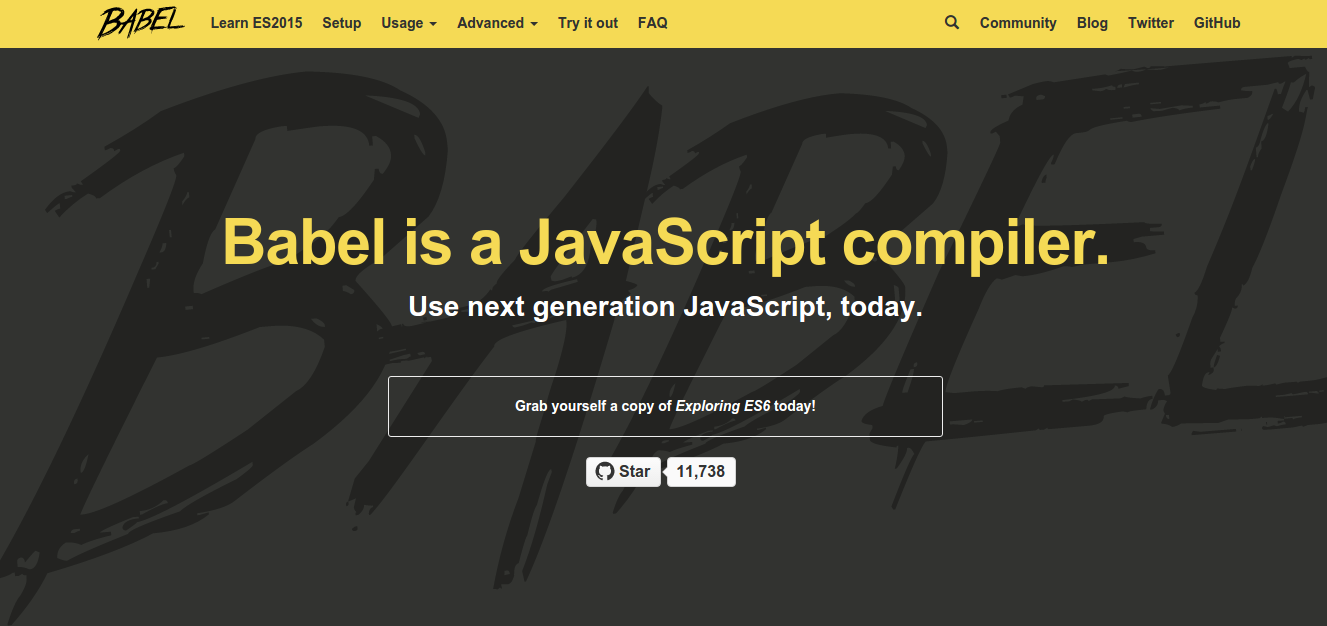 BABEL Learn ES2015 Setup Usage Advanced Try it out FAQ Community Blog Twitter GitHub
BABEL
Babel is a JavaScript compiler.
Use next generation JavaScript, today.
Grab yourself a copy of Exploring ES6 today!
Star 11,738